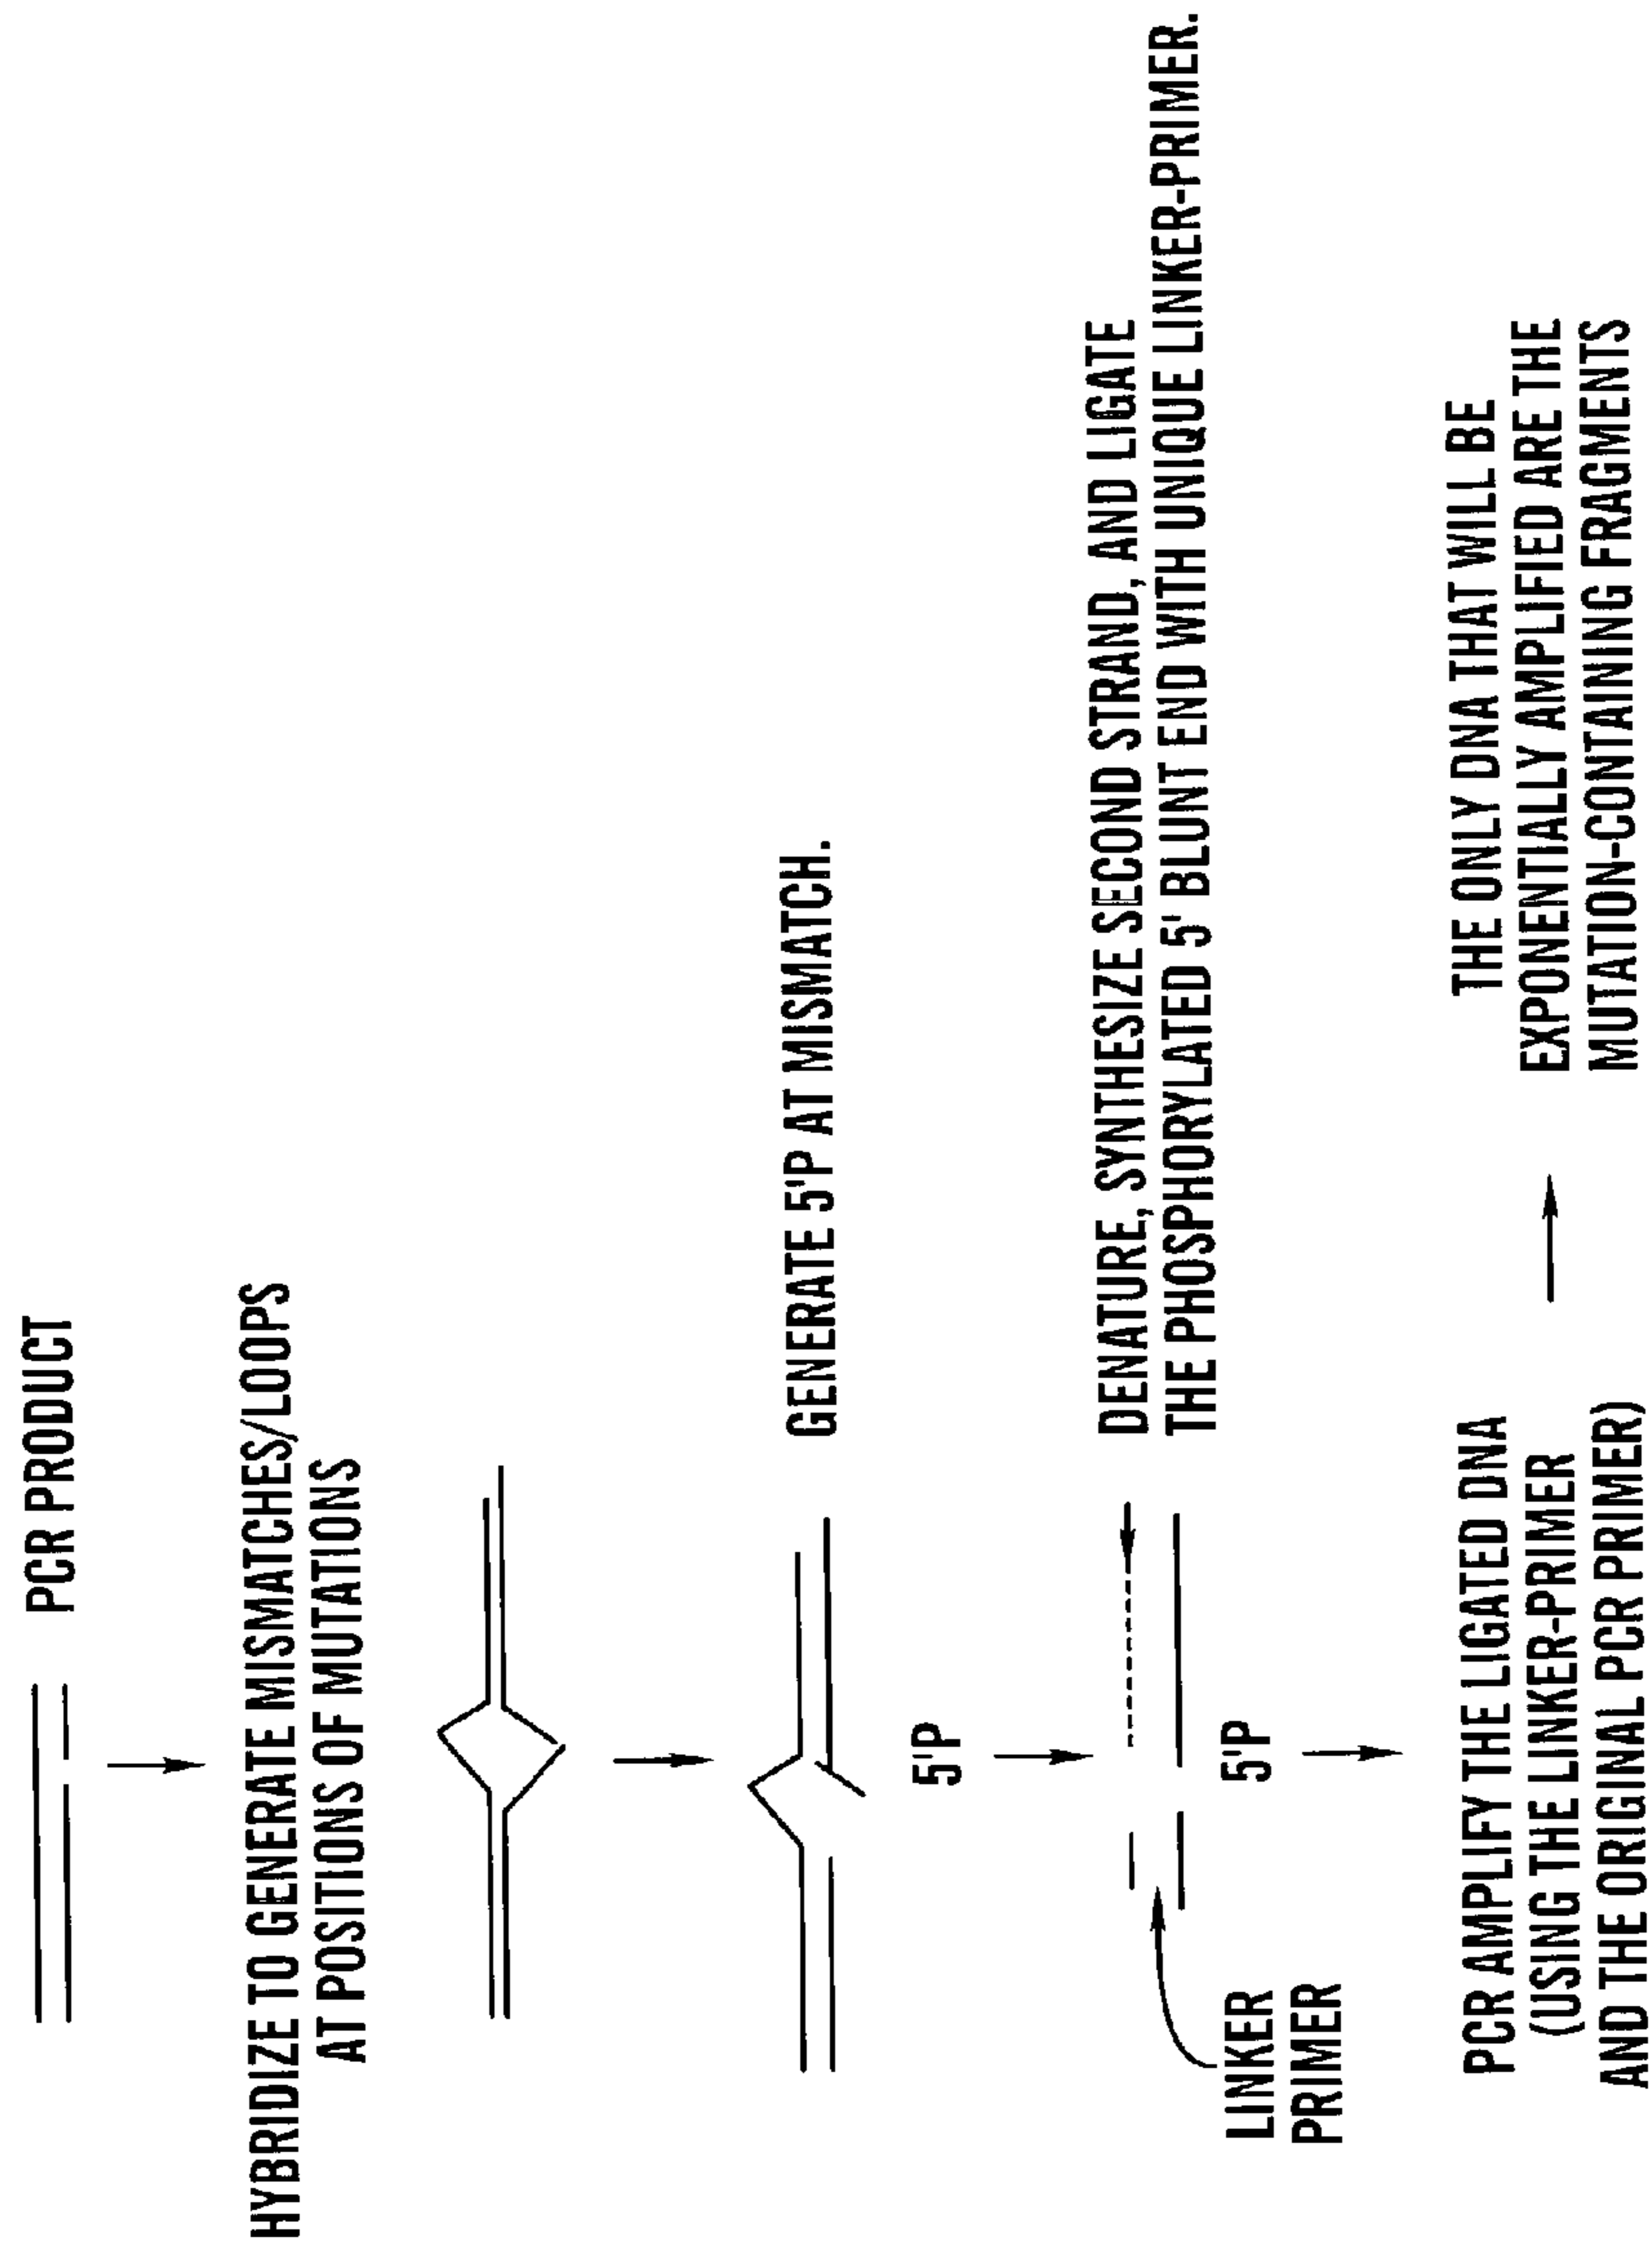 PCR PRODUCT
HYBRIDIZE TO GENERATE MISMATCHES/LOOPS
AT POSITIONS OF MUTATIONS
GENERATE 5'P AT MISMATCH.
5'P
DENATURE, SYNTHESIZE SECOND STRAND, AND LIGATE
THE PHOSPHORYLATED 5' BLUNT END WITH UNIQUE LINKER-PRIMER.
LINKER
PRIMER
5'P
PCR AMPLIFY THE LIGATED DNA
(USING THE LINKER-PRIMER
AND THE ORIGINAL PCR PRIMER)
THE ONLY DNA THAT WILL BE
EXPONENTIALLY AMPLIFIED ARE THE
MUTATION-CONTAINING FRAGMENTS